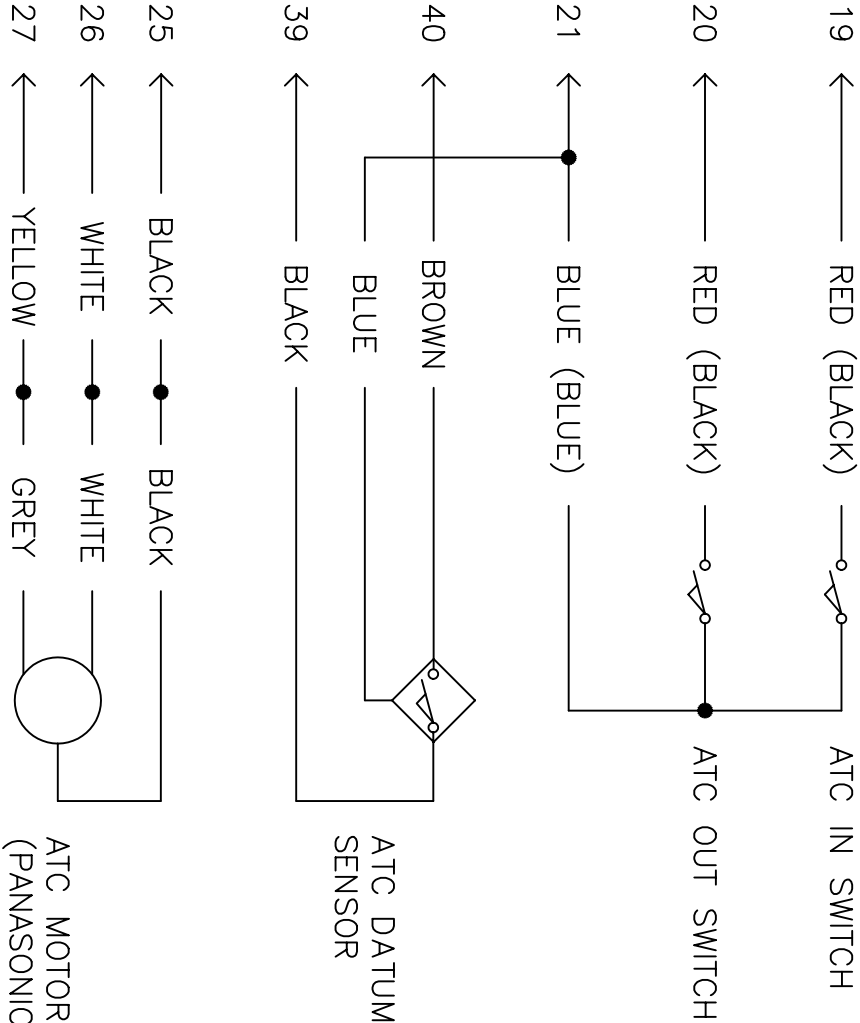 19
RED (BLACK)
ATC IN SWITCH
20
RED (BLACK)
ATC OUT SWITCH
21
BLUE (BLUE)
40
BROWN
BLUE
ATC DATUM
SENSOR
39
BLACK
25
BLACK
BLACK
26
WHITE
WHITE
27
YELLOW
GREY
ATC MOTOR
(PANASONIC